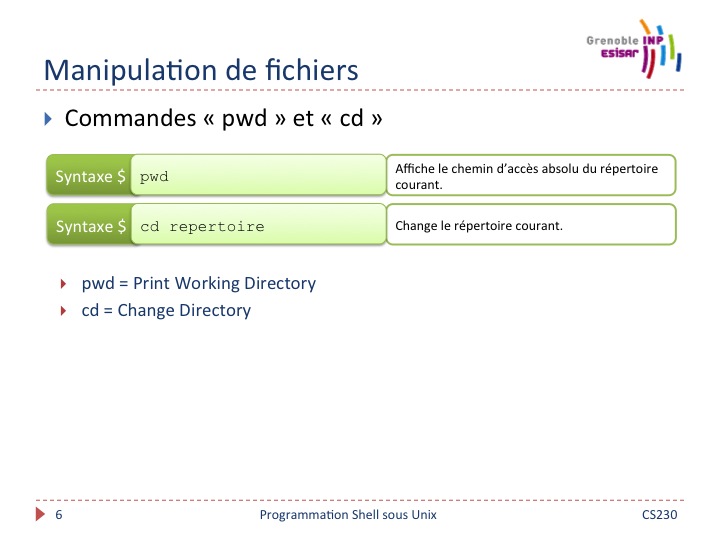 Grenoble INP
ESISAR
Manipulation de fichiers
Commandes « pwd » et « cd »
Syntaxe $ pwd
Affiche le chemin d'accès absolu du répertoire
courant.
Syntaxe $ cd repertoire
Change le répertoire courant.
pwd = Print Working Directory
cd = Change Directory
6 Programmation Shell sous Unix CS230